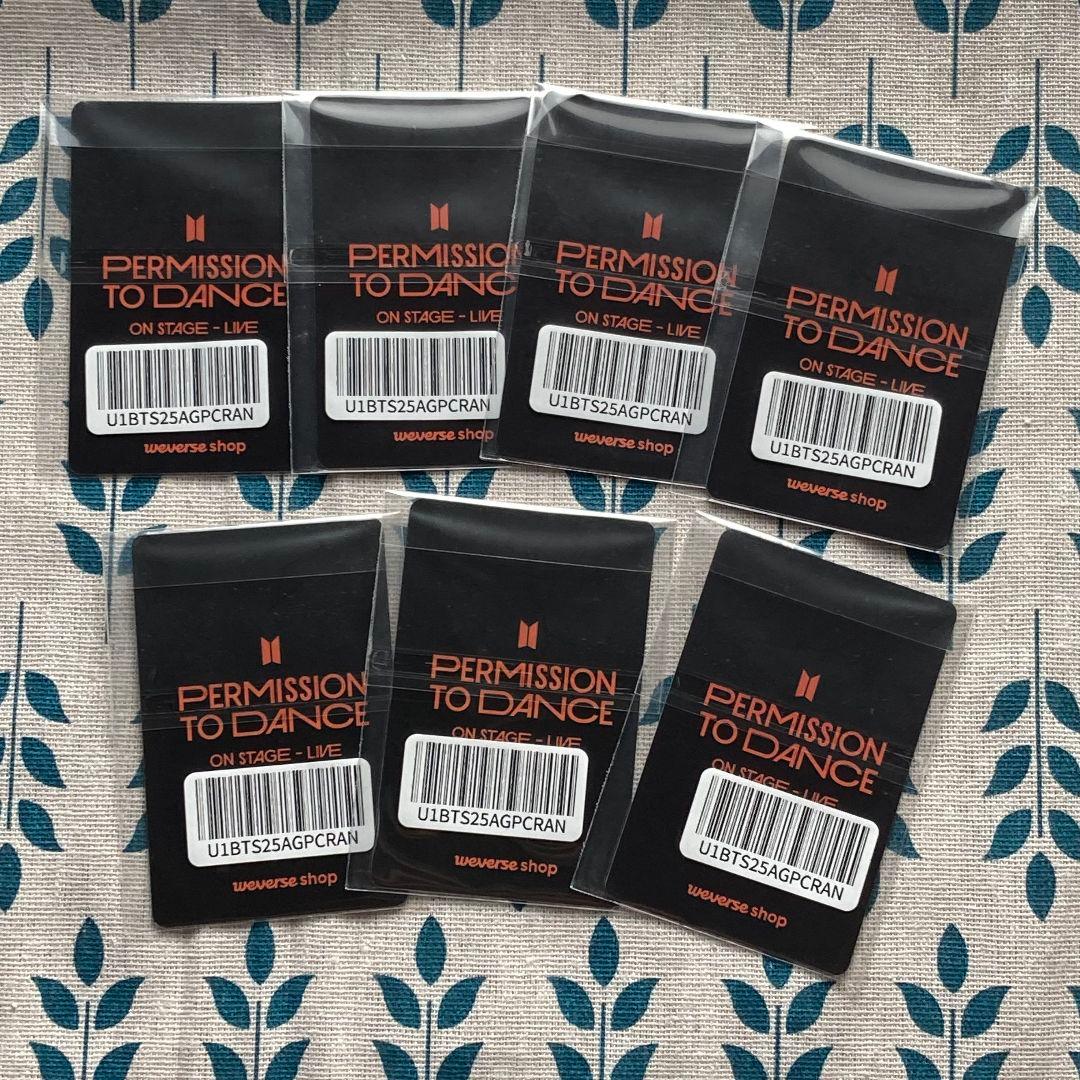 PERMISSION
TO DANCE
ON STAGE - LIVE
U1BTS25AGPCRAN
weverse shop
PERMISSION
TO DANC
ON STAGE - LIVE
U1BTS25AGPCRAN
weverse shop
PERMISSION
TO DANCE
ON STAGE - LIVE
U1BTS25AGPCRAN
weverse shop
PERMISSION
TO DANCE
ON STAGE - LIVE
U1BTS25AGPCRAN
weverse shop
PERMISSION
TO DANCE
ON STAGE - LIVE
U1BTS25AGPCRAN
weverse shop
PERMISSION
TO DANCE
ON STAGE - LIVE
U1BTS25AGPCRAN
weverse shop
PERMISSION
TO DANCE
ON STAGE - LIVE
U1BTS25AGPCRAN
weverse shop